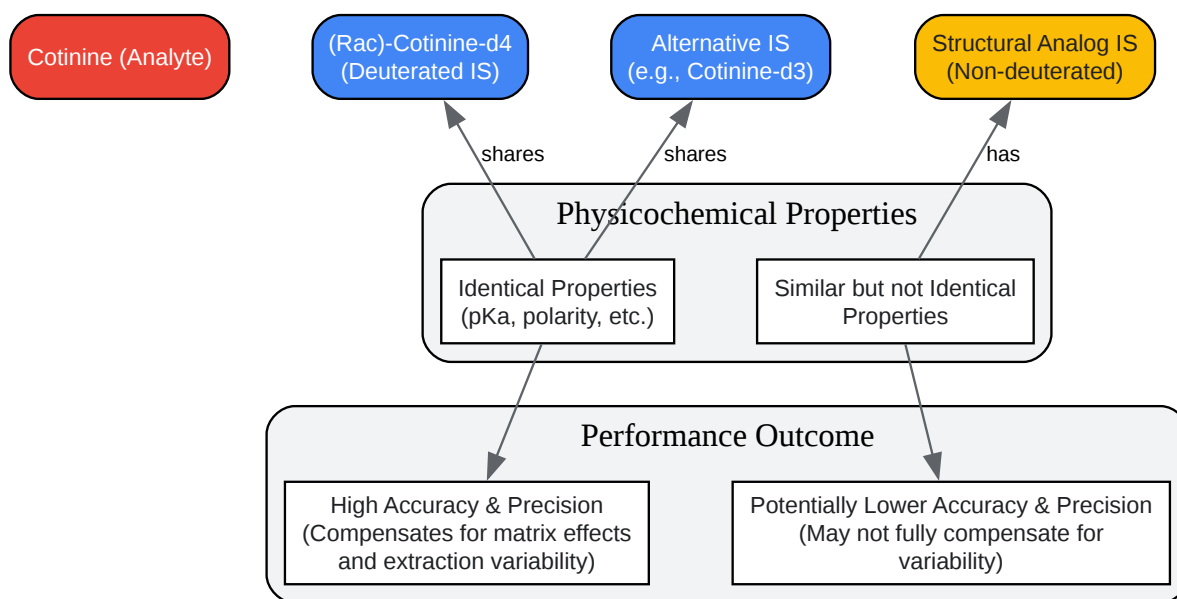 Cotinine (Analyte)
(Rac)-Cotinine-d4
(Deuterated IS)
Alternative IS
(e.g., Cotinine-d3)
Structural Analog IS
(Non-deuterated)
shares
shares
has
Physicochemical Properties
Identical Properties
(pKa, polarity, etc.)
Similar but not Identical
Properties
Performance Outcome
High Accuracy & Precision
(Compensates for matrix effects
and extraction variability)
Potentially Lower Accuracy & Precision
(May not fully compensate for
variability)